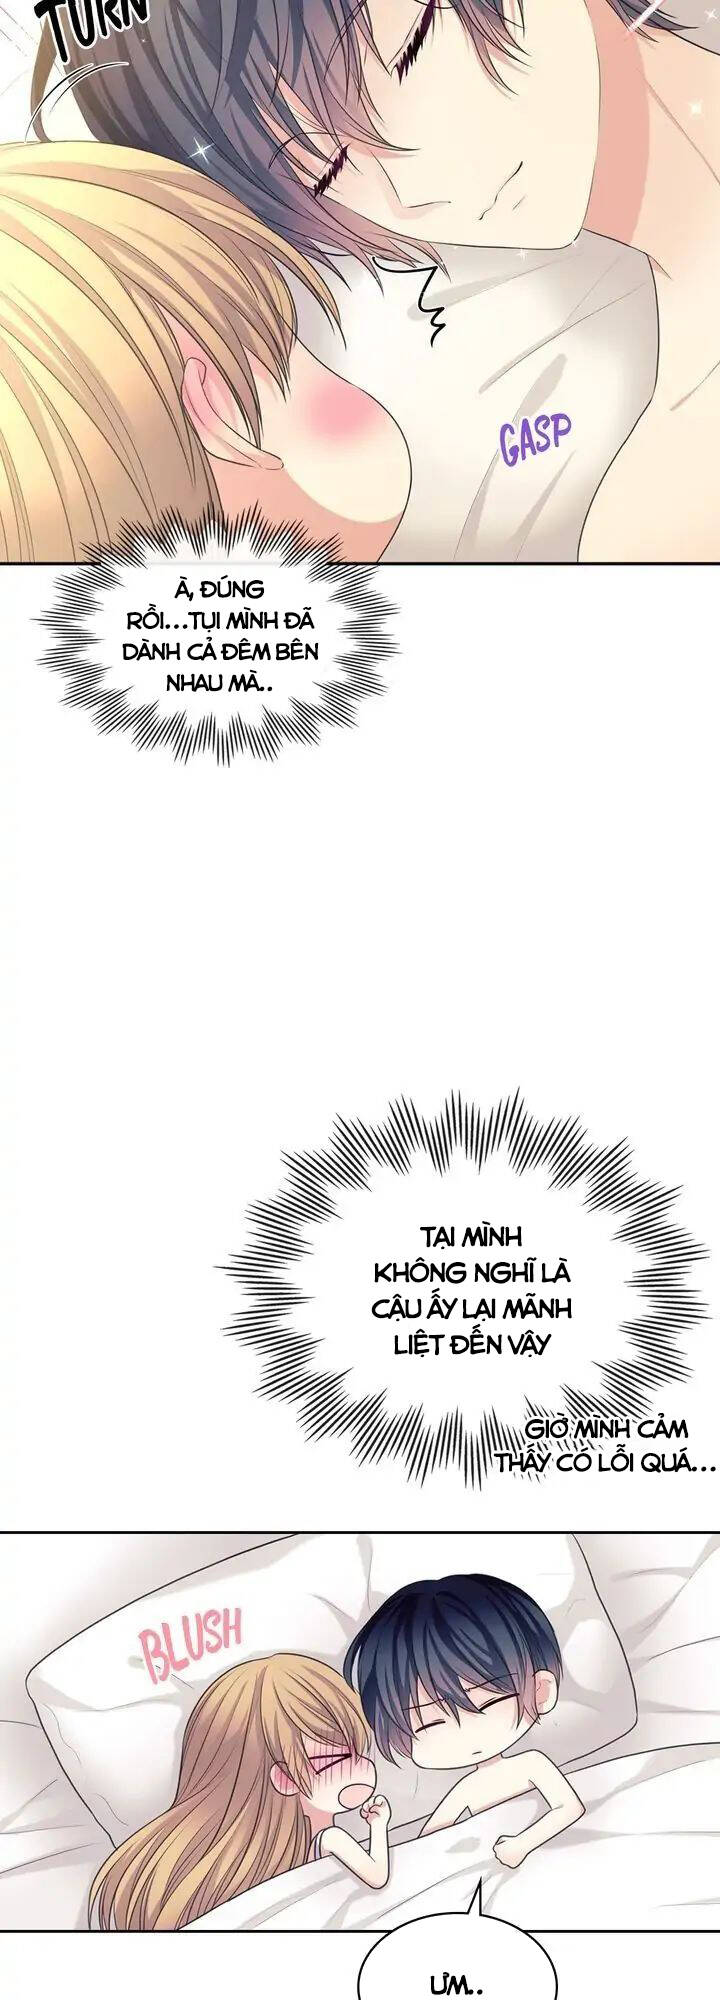 TURN
GASP
À, ĐÚNG
RỒI...TỤI MÌNH ĐÃ
DÀNH CẢ ĐÊM BÊN
NHAU MÀ..
TẠI MÌNH
KHÔNG NGHĨ LÀ
CẬU ẤY LẠI MÃNH
LIỆT ĐẾN VẬY
GIỜ MÌNH CẢM
THẤY CÓ LỖI QUÁ...
BLUSH
ƯM..